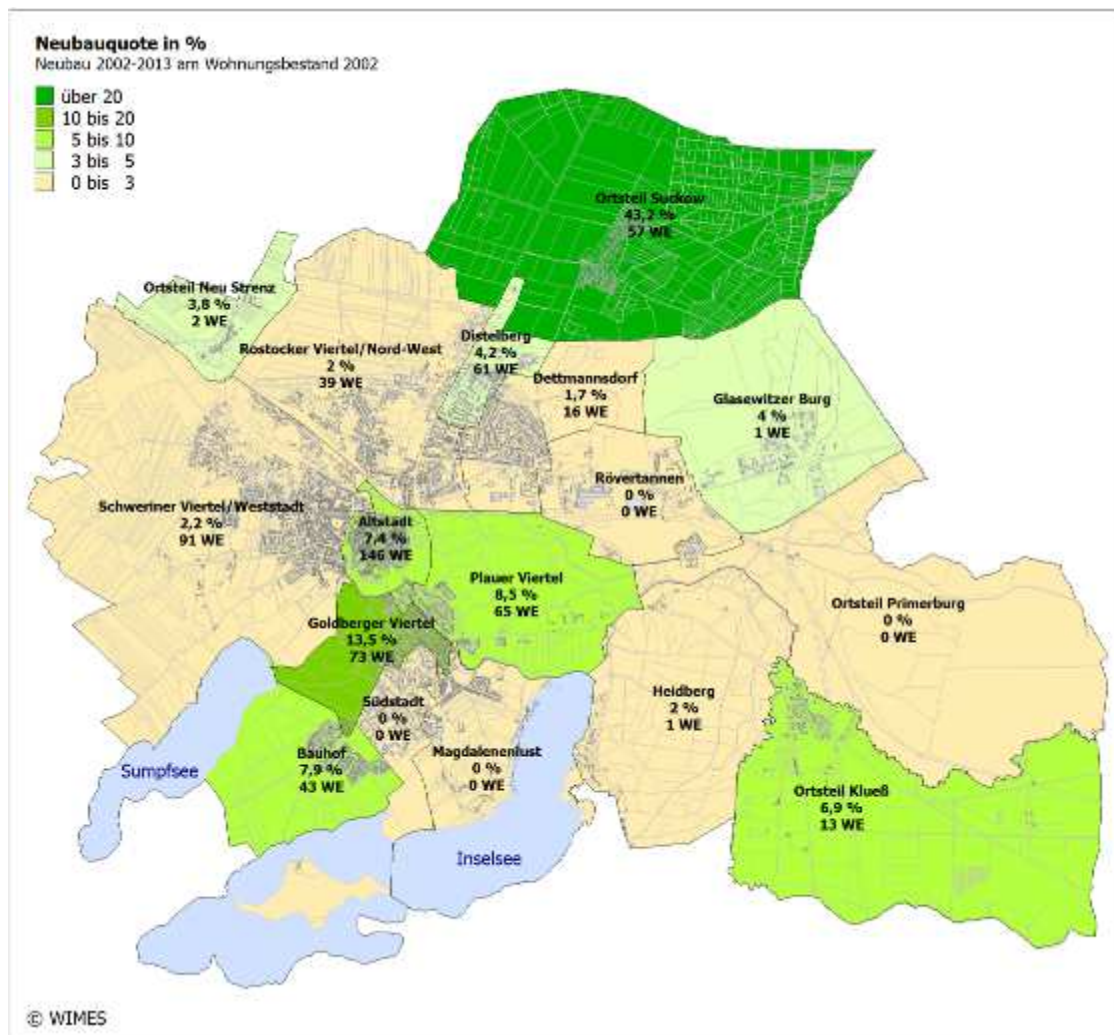 Neubauquote in %
Neubau 2002-2013 am Wohnungsbestand 2002
über 20
10 bis 20
5 bis 10
3 bis 5
0 bis 3
Ortsteil Suckow
43,2 %
57 WE
Ortsteil Neu Strenz
3,8 %
2 WE
Distelberg
4,2 %
61 WE
Rostocker Viertel/Nord-West
2 %
39 WE
Dettmannsdorf
1,7 %
16 WE
Glasewitzer Burg
4 %
1 WE
Rövertannen
0 %
0 WE
Schweriner Viertel/Weststadt
2,2 %
91 WE
Altstadt
7,4 %
146 WE
Plauer Viertel
8,5 %
65 WE
Ortsteil Primerburg
0 %
0 WE
Goldberger Viertel
13,5 %
73 WE
Heidberg
2 %
1 WE
Südstadt
0 %
0 WE
Bauhof
7,9 %
43 WE
Magdalenenlust
0 %
0 WE
Sumpfsee
Ortsteil Klueß
6,9 %
13 WE
Inselsee
© WIMES